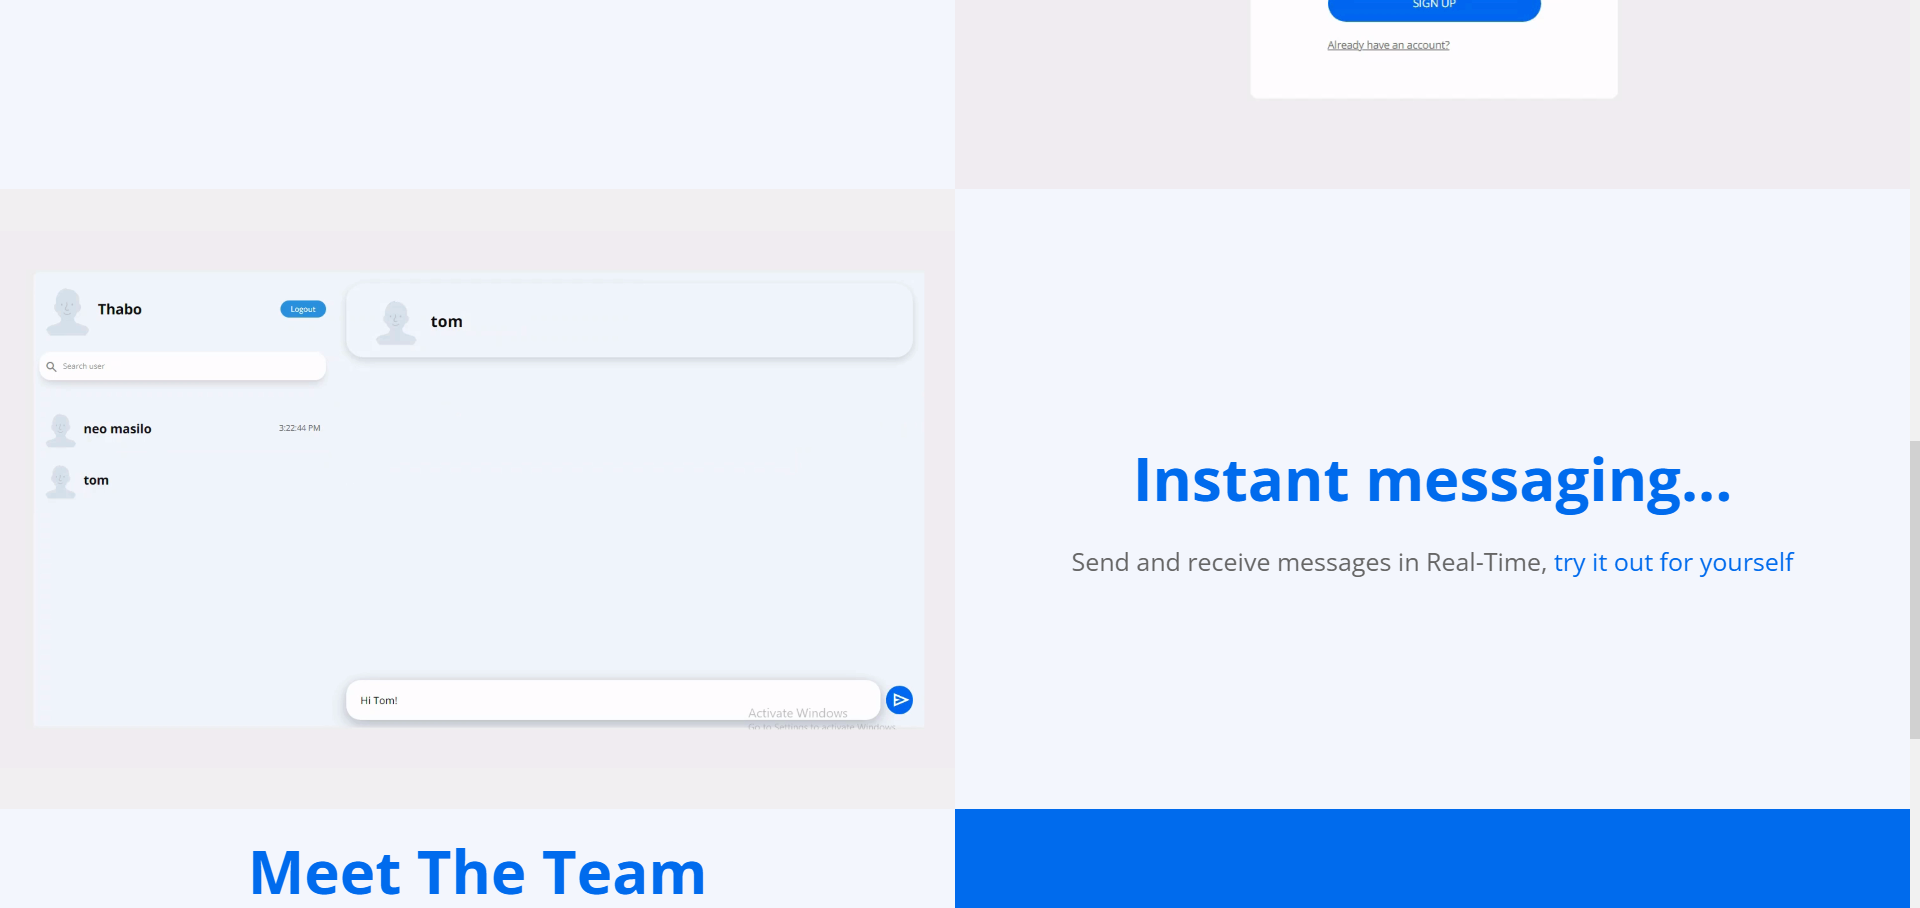 SIGN UP
Already have an account?
Thabo
Logout
tom
Search user
neo masilo
3:22:44 PM
tom
Hi Tom!
Activate Windows
Go to Settings to activate Windows.
Instant messaging...
Send and receive messages in Real-Time, try it out for yourself
Meet The Team